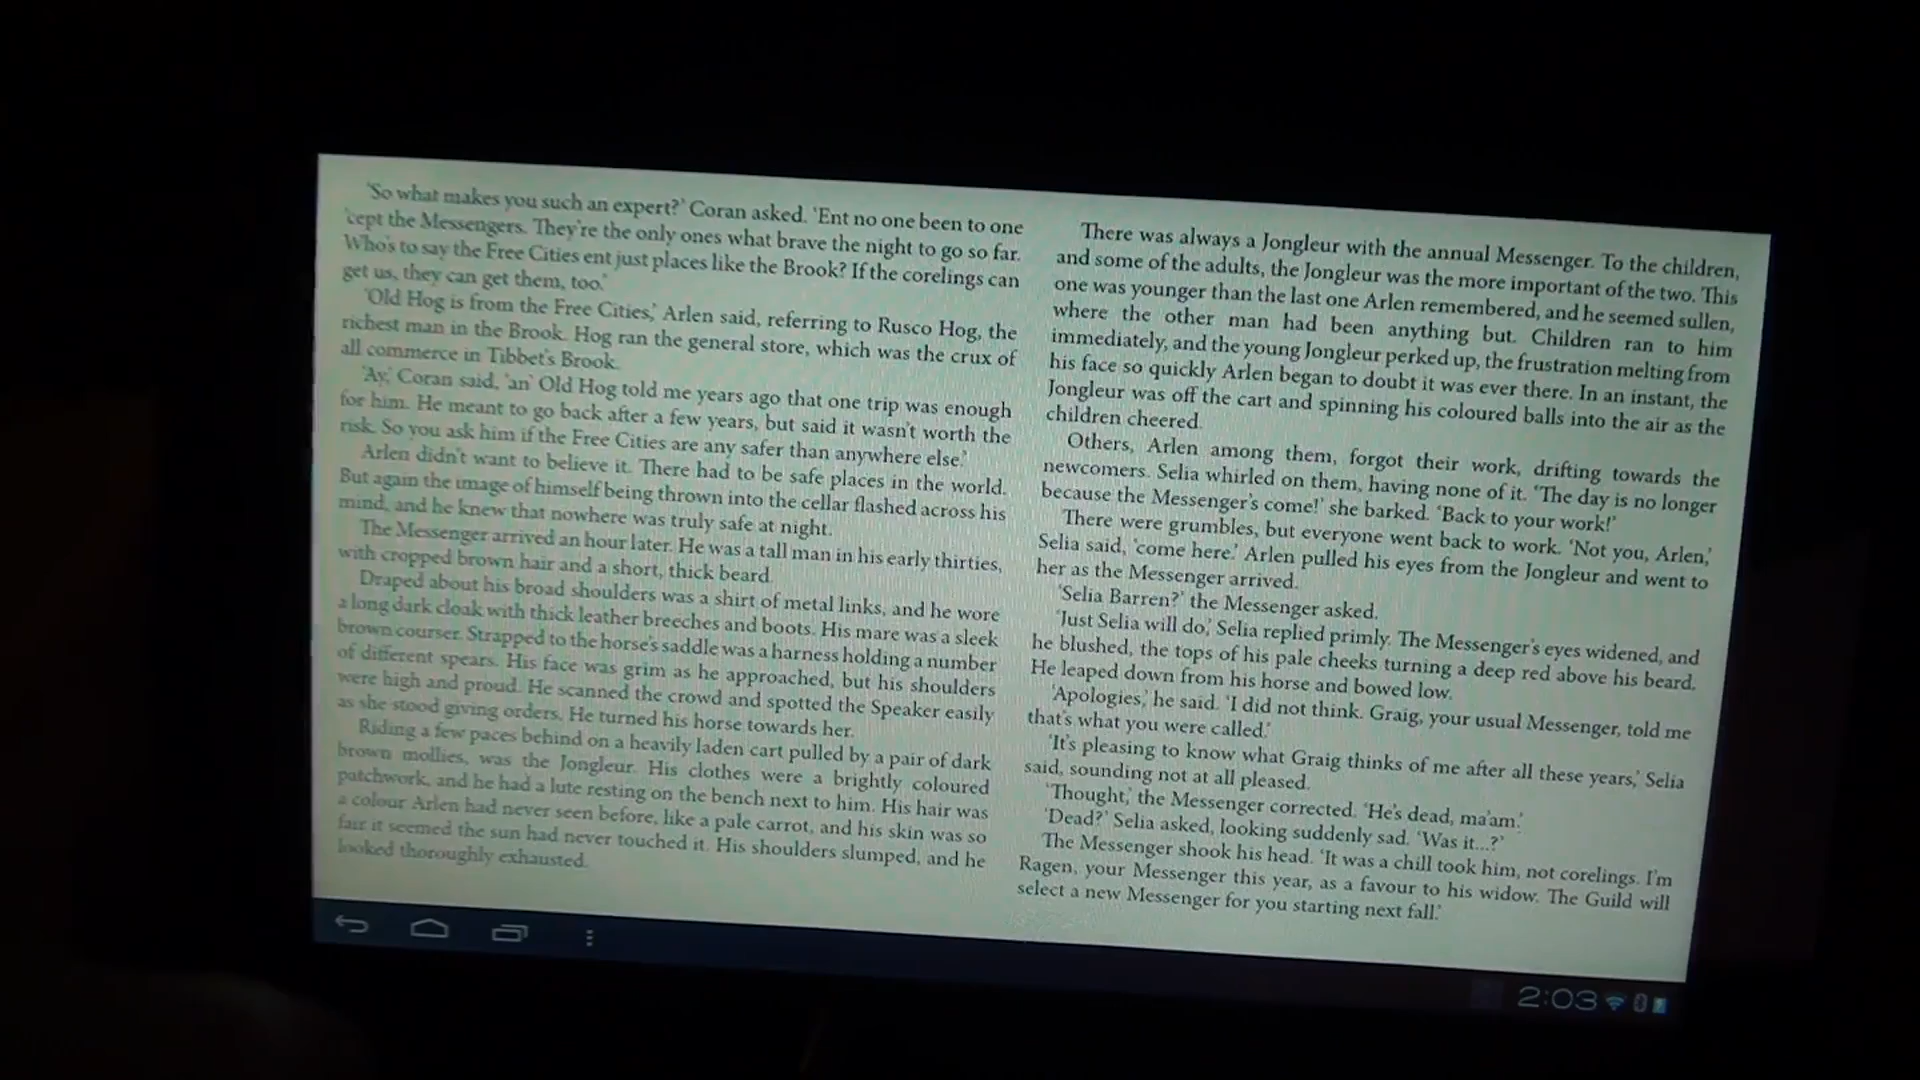 'So what makes you such an expert?' Coran asked. 'Ent no one been to one
'cept the Messengers. They're the only ones what brave the night to go so far.
Who's to say the Free Cities ent just places like the Brook? If the corelings can
get us, they can get them, too.'
'Old Hog is from the Free Cities,' Arlen said, referring to Rusco Hog, the
richest man in the Brook. Hog ran the general store, which was the crux of
all commerce in Tibbet's Brook.
'Ay,' Coran said, 'an' Old Hog told me years ago that one trip was enough
for him. He meant to go back after a few years, but said it wasn't worth the
risk. So you ask him if the Free Cities are any safer than anywhere else.'
Arlen didn't want to believe it. There had to be safe places in the world.
But again the image of himself being thrown into the cellar flashed across his
mind, and he knew that nowhere was truly safe at night.
The Messenger arrived an hour later. He was a tall man in his early thirties,
with cropped brown hair and a short, thick beard.
Draped about his broad shoulders was a shirt of metal links, and he wore
a long dark cloak with thick leather breeches and boots. His mare was a sleek
brown courser. Strapped to the horse's saddle was a harness holding a number
of different spears. His face was grim as he approached, but his shoulders
were high and proud. He scanned the crowd and spotted the Speaker easily
as she stood giving orders. He turned his horse towards her.
Riding a few paces behind on a heavily laden cart pulled by a pair of dark
brown mollies, was the Jongleur. His clothes were a brightly coloured
patchwork, and he had a lute resting on the bench next to him. His hair was
a colour Arlen had never seen before, like a pale carrot, and his skin was so
fair it seemed the sun had never touched it. His shoulders slumped, and he
looked thoroughly exhausted.
There was always a Jongleur with the annual Messenger. To the children,
and some of the adults, the Jongleur was the more important of the two. This
one was younger than the last one Arlen remembered, and he seemed sullen,
where the other man had been anything but. Children ran to him
immediately, and the young Jongleur perked up, the frustration melting from
his face so quickly Arlen began to doubt it was ever there. In an instant, the
Jongleur was off the cart and spinning his coloured balls into the air as the
children cheered.
Others, Arlen among them, forgot their work, drifting towards the
newcomers. Selia whirled on them, having none of it. 'The day is no longer
because the Messenger's come!' she barked. 'Back to your work!'
There were grumbles, but everyone went back to work. 'Not you, Arlen,'
Selia said, 'come here.' Arlen pulled his eyes from the Jongleur and went to
her as the Messenger arrived.
'Selia Barren?' the Messenger asked.
'Just Selia will do,' Selia replied primly. The Messenger's eyes widened, and
he blushed, the tops of his pale cheeks turning a deep red above his beard.
He leaped down from his horse and bowed low.
'Apologies,' he said. 'I did not think. Graig, your usual Messenger, told me
that's what you were called.'
'It's pleasing to know what Graig thinks of me after all these years,' Selia
said, sounding not at all pleased.
'Thought,' the Messenger corrected. 'He's dead, ma'am.'
'Dead?' Selia asked, looking suddenly sad. 'Was it...?'
The Messenger shook his head. 'It was a chill took him, not corelings. I'm
Ragen, your Messenger this year, as a favour to his widow. The Guild will
select a new Messenger for you starting next fall.'
2:03